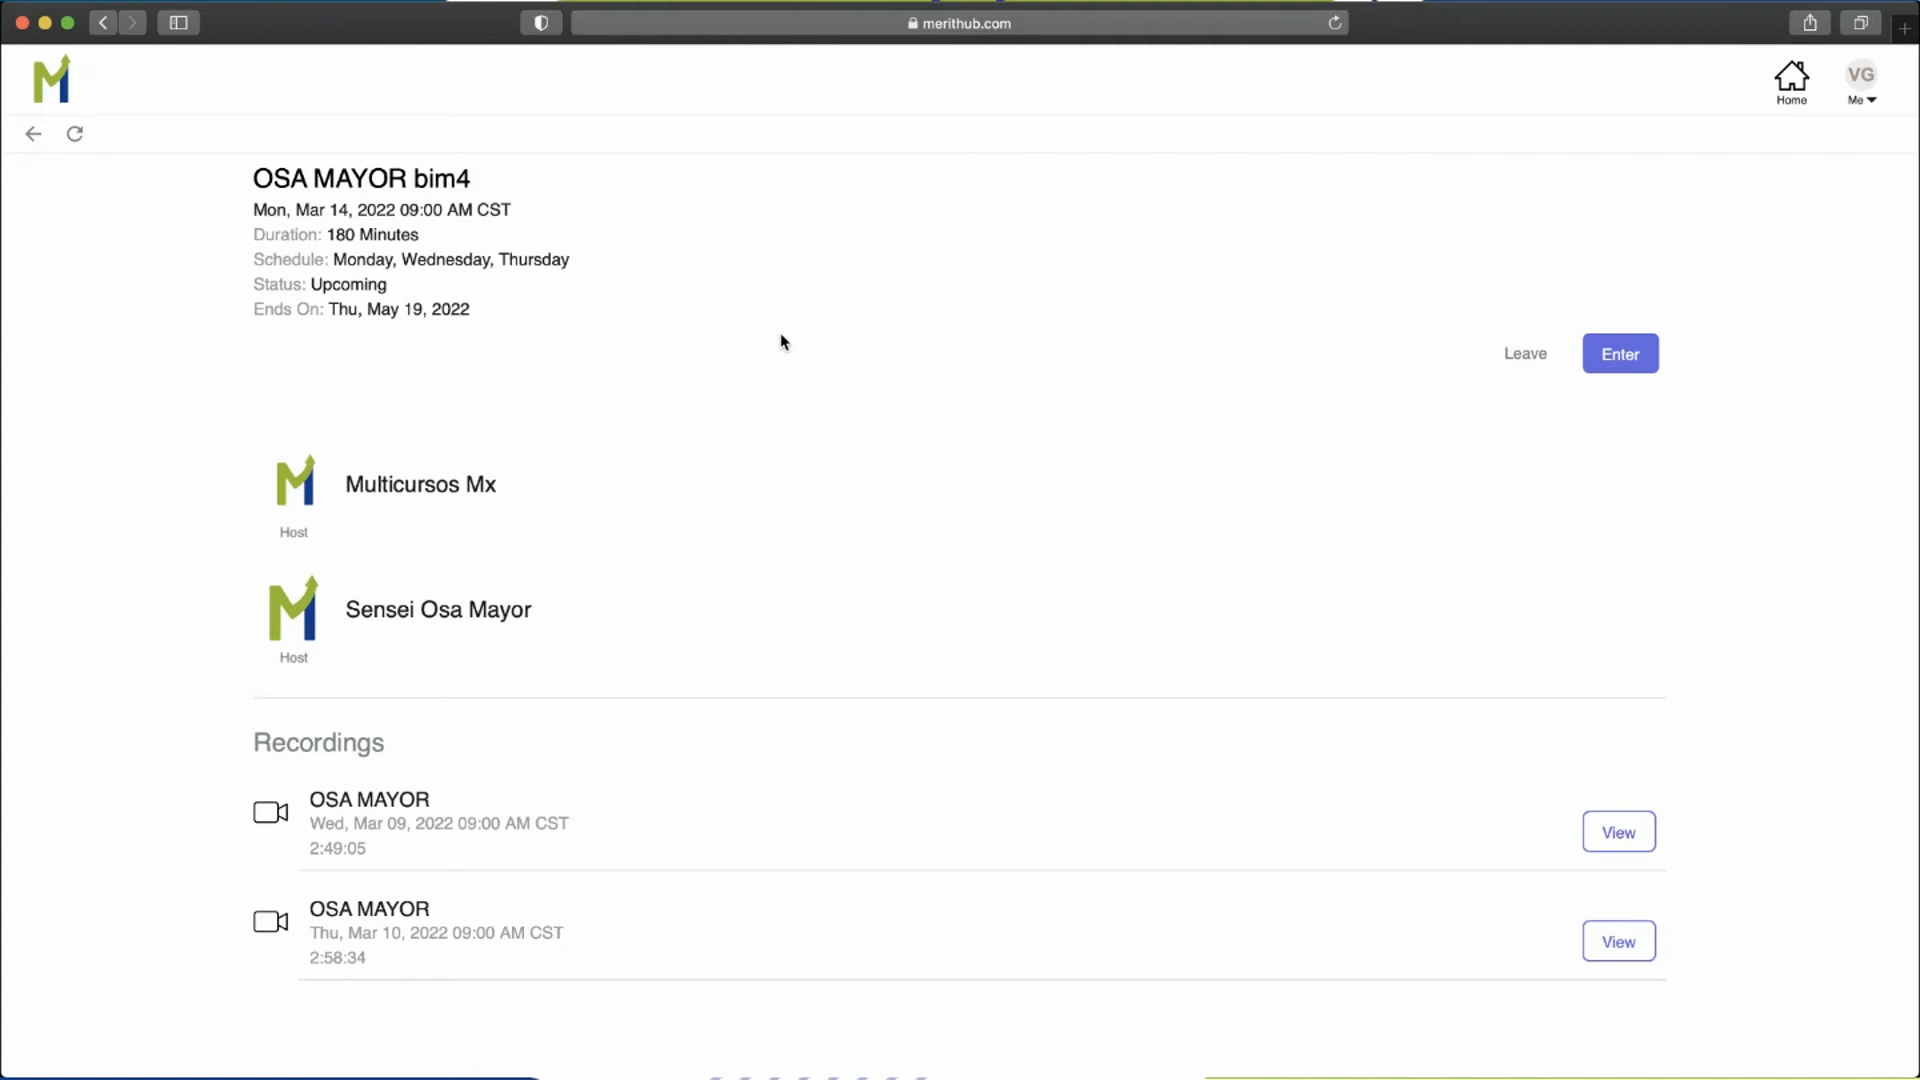 merithub.com
Home
VG
Me
OSA MAYOR bim4
Mon, Mar 14, 2022 09:00 AM CST
Duration: 180 Minutes
Schedule: Monday, Wednesday, Thursday
Status: Upcoming
Ends On: Thu, May 19, 2022
Leave
Enter
Multicursos Mx
Host
Sensei Osa Mayor
Host
Recordings
OSA MAYOR
Wed, Mar 09, 2022 09:00 AM CST
2:49:05
View
OSA MAYOR
Thu, Mar 10, 2022 09:00 AM CST
2:58:34
View